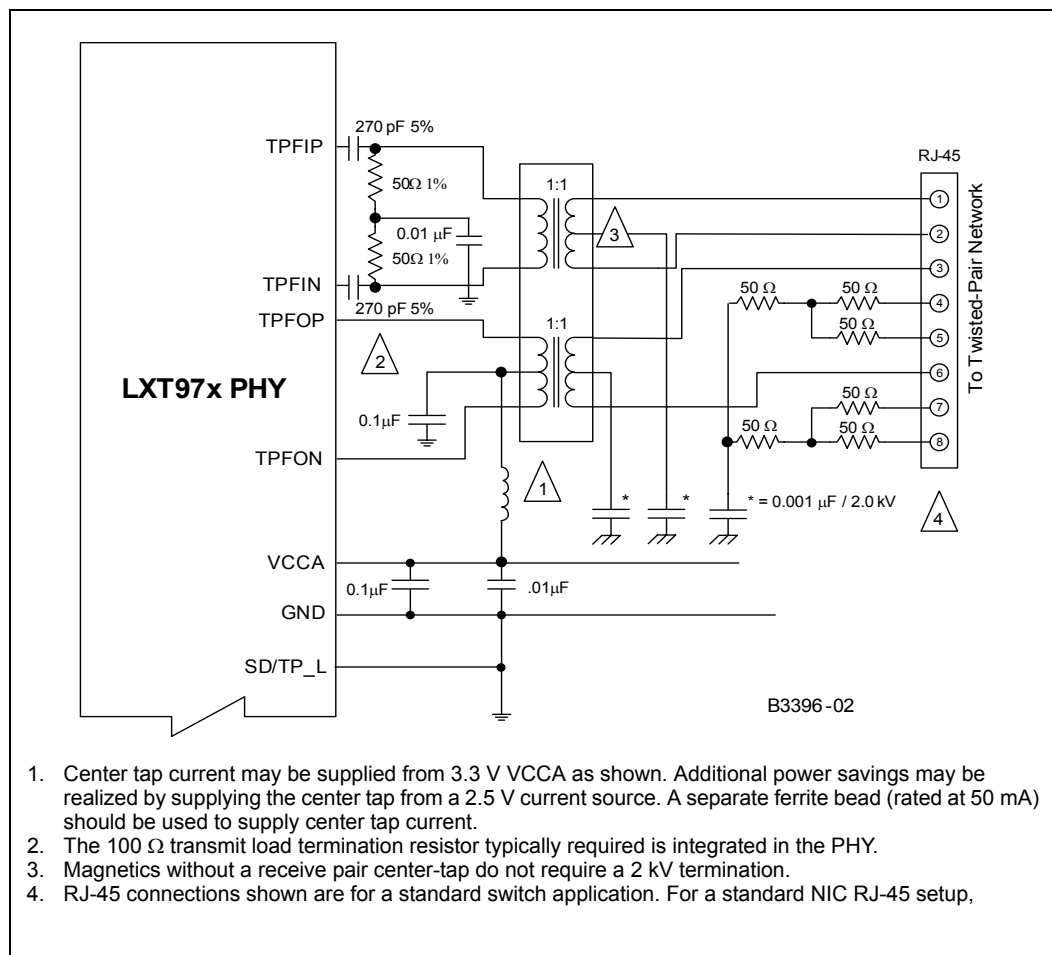 270 pF 5%
TPFIP
RJ-45
50Ω 1%
1:1
1
3
2
0.01 µF
50Ω 1%
3
TPFIN
50 Ω
50 Ω
4
270 pF 5%
TPFOP
1:1
50 Ω
5
2
6
LXT97x PHY
50 Ω
7
0.1µF
50 Ω
50 Ω
8
To Twisted-Pair Network
TPFON
1
*
*
* = 0.001 µF / 2.0 kV
4
VCCA
0.1µF
.01µF
GND
SD/TP_L
B3396-02
1. Center tap current may be supplied from 3.3 V VCCA as shown. Additional power savings may be
realized by supplying the center tap from a 2.5 V current source. A separate ferrite bead (rated at 50 mA)
should be used to supply center tap current.
2. The 100 Ω transmit load termination resistor typically required is integrated in the PHY.
3. Magnetics without a receive pair center-tap do not require a 2 kV termination.
4. RJ-45 connections shown are for a standard switch application. For a standard NIC RJ-45 setup,